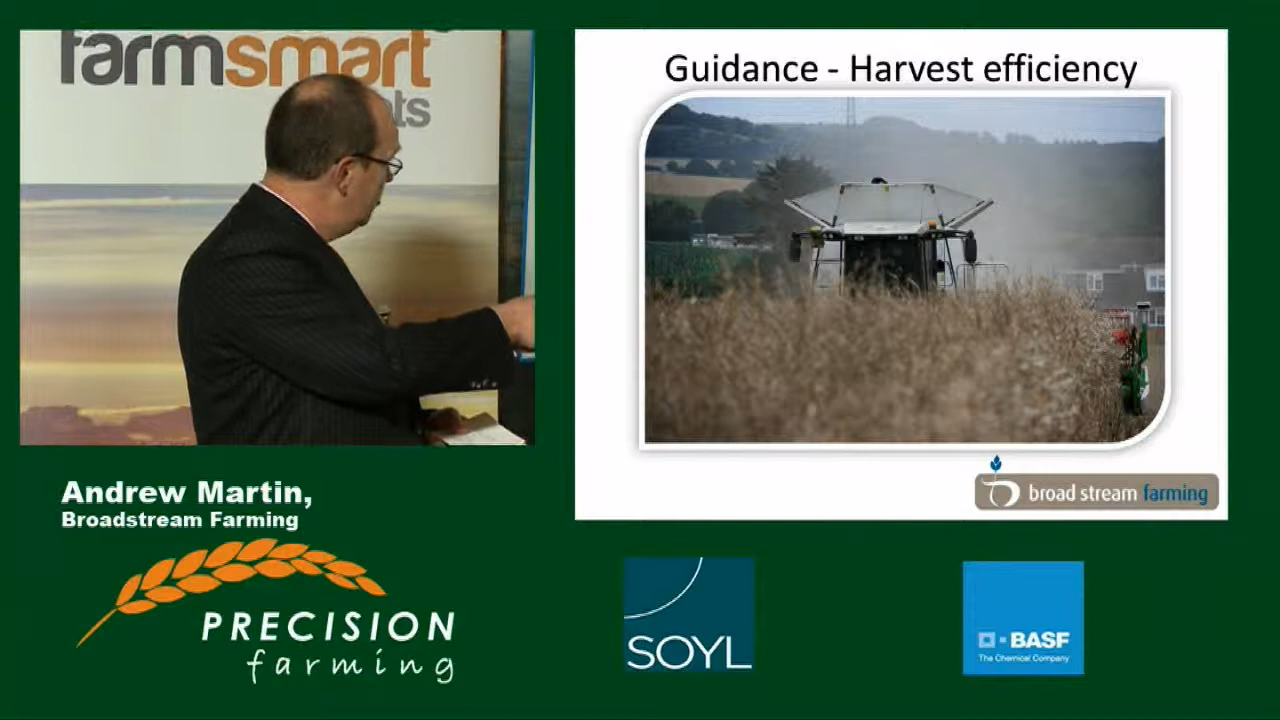 farmsmart
Guidance - Harvest efficiency
broad stream farming
Andrew Martin,
Broadstream Farming
PRECISION
farming
SOYL
BASF
The Chemical Company